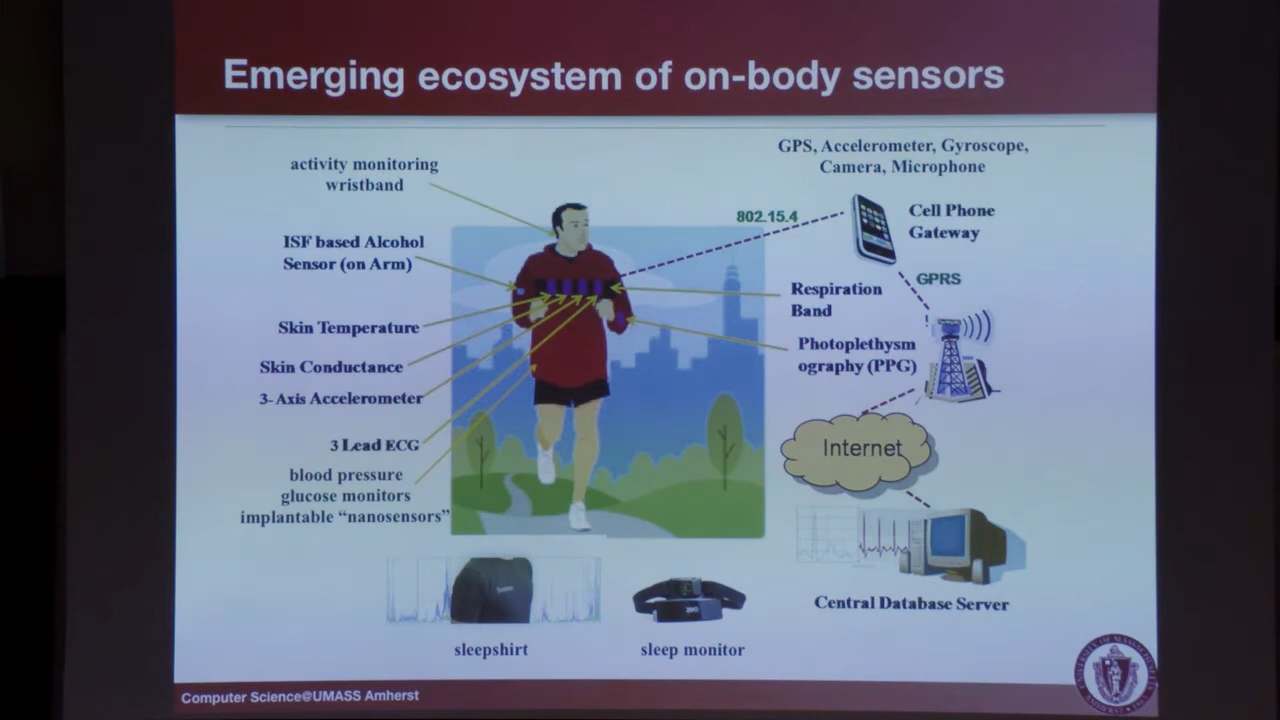 Emerging ecosystem of on-body sensors
activity monitoring
wristband
ISF based Alcohol
Sensor (on Arm)
Skin Temperature
Skin Conductance
3-Axis Accelerometer
3 Lead ECG
blood pressure
glucose monitors
implantable “nanosensors”
GPS, Accelerometer, Gyroscope,
Camera, Microphone
802.15.4
Cell Phone
Gateway
GPRS
Respiration
Band
Photoplethysm
ography (PPG)
Internet
Central Database Server
sleepshirt
sleep monitor
Computer Science@UMASS Amherst